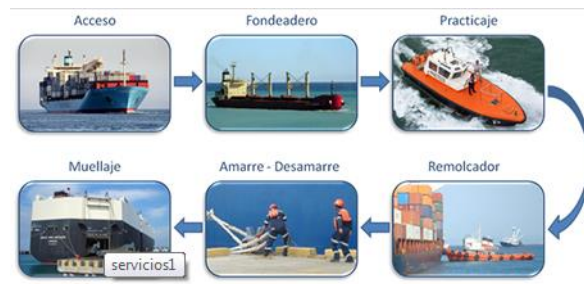 Acceso
Fondeadero
Practicaje
Muellaje
Amarre - Desamarre
Remolcador
servicios1